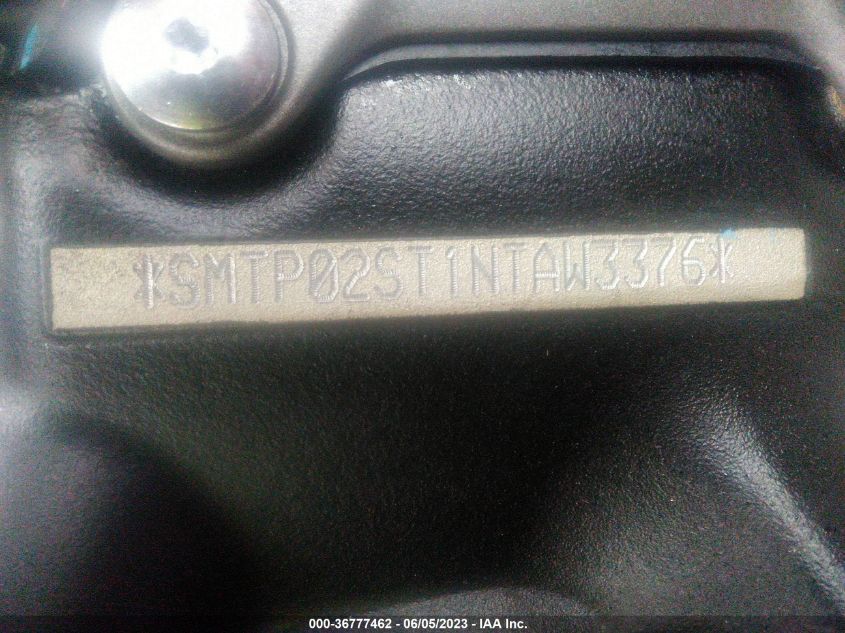 *SMTP02ST1NTAW3376*
000-36777462 - 06/05/2023 - IAA Inc.